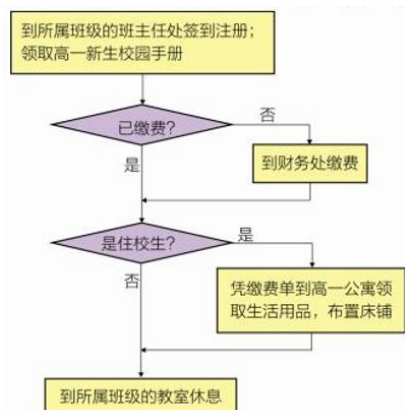 到所属班级的班主任处签到注册；
领取高一新生校园手册
已缴费？
否
是
到财务处缴费
是住校生？
是
否
凭缴费单到高一公寓领
取生活用品，布置床铺
到所属班级的教室休息